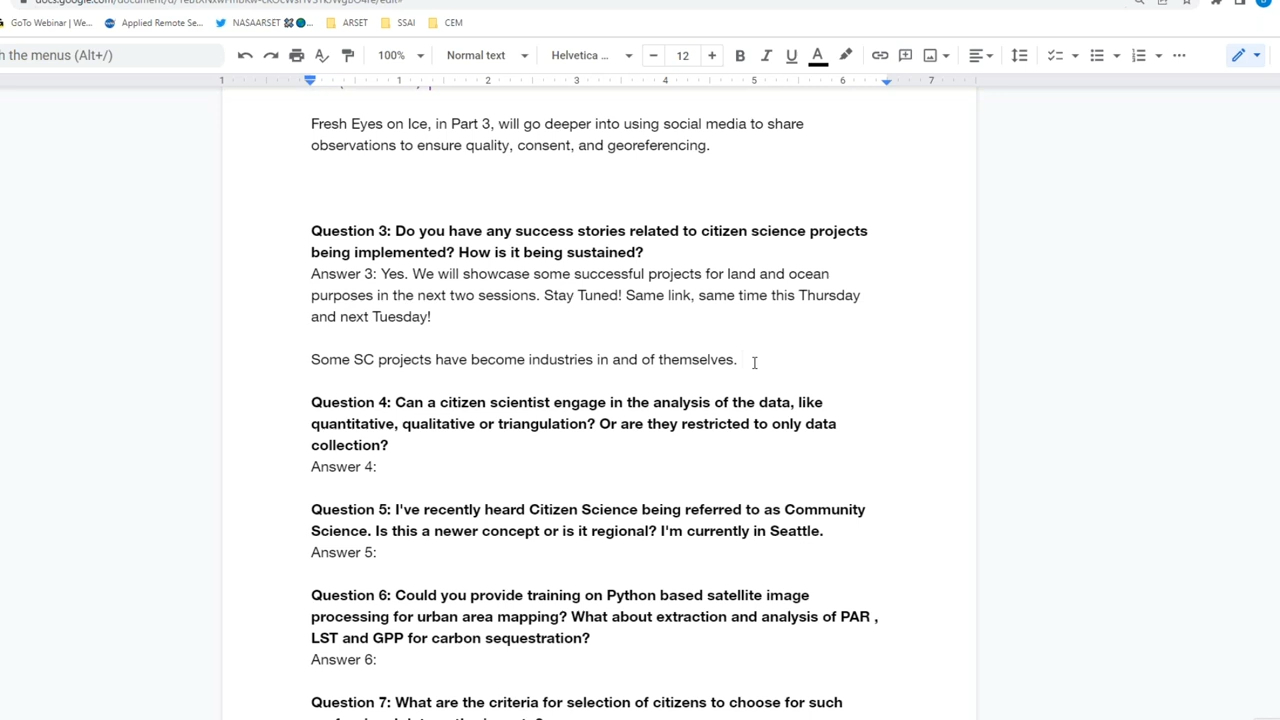 GoTo Webinar | We...
Applied Remote Se...
NASAARSET
ARSET
SSAI
CEM
h the menus (Alt+/)
100%
Normal text
Helvetica ...
12
1 1 2 3 4 5 6 7
Fresh Eyes on Ice, in Part 3, will go deeper into using social media to share
observations to ensure quality, consent, and georeferencing.
Question 3: Do you have any success stories related to citizen science projects
being implemented? How is it being sustained?
Answer 3: Yes. We will showcase some successful projects for land and ocean
purposes in the next two sessions. Stay Tuned! Same link, same time this Thursday
and next Tuesday!
Some SC projects have become industries in and of themselves.
Question 4: Can a citizen scientist engage in the analysis of the data, like
quantitative, qualitative or triangulation? Or are they restricted to only data
collection?
Answer 4:
Question 5: I've recently heard Citizen Science being referred to as Community
Science. Is this a newer concept or is it regional? I'm currently in Seattle.
Answer 5:
Question 6: Could you provide training on Python based satellite image
processing for urban area mapping? What about extraction and analysis of PAR ,
LST and GPP for carbon sequestration?
Answer 6:
Question 7: What are the criteria for selection of citizens to choose for such